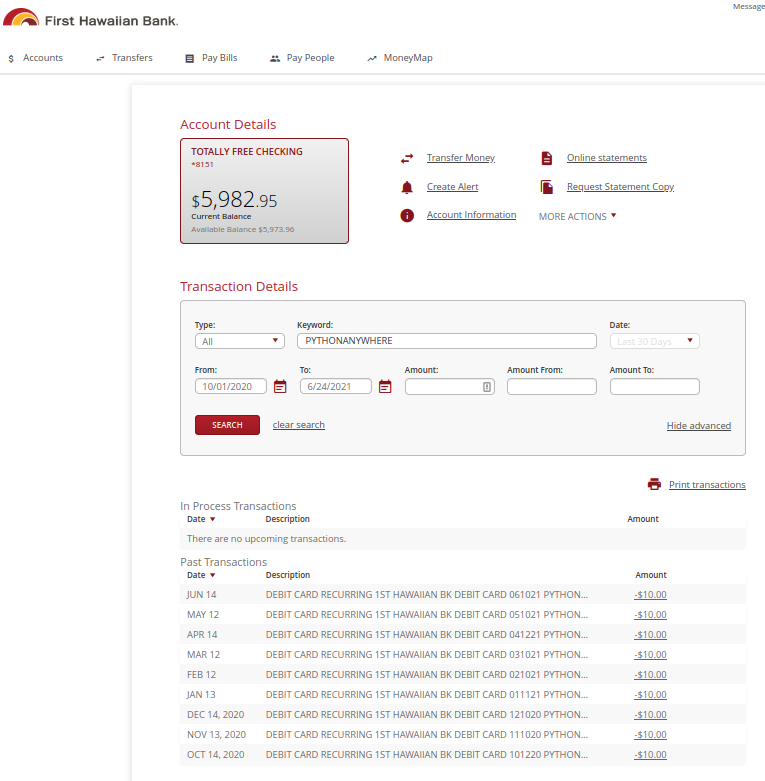 Message
First Hawaiian Bank.
$ Accounts Transfers Pay Bills Pay People MoneyMap
Account Details
TOTALLY FREE CHECKING
*8151
$5,982.95
Current Balance
Available Balance $5,973.96
Transfer Money Online statements
Create Alert Request Statement Copy
Account Information MORE ACTIONS
Transaction Details
Type: Keyword: Date:
All PYTHONANYWHERE Last 30 Days
From: To: Amount: Amount From: Amount To:
10/01/2020 6/24/2021
SEARCH clear search Hide advanced
Print transactions
In Process Transactions
Date Description Amount
There are no upcoming transactions.
Past Transactions
Date Description Amount
JUN 14 DEBIT CARD RECURRING 1ST HAWAIIAN BK DEBIT CARD 061021 PYTHON... -$10.00
MAY 12 DEBIT CARD RECURRING 1ST HAWAIIAN BK DEBIT CARD 051021 PYTHON... -$10.00
APR 14 DEBIT CARD RECURRING 1ST HAWAIIAN BK DEBIT CARD 041221 PYTHON... -$10.00
MAR 12 DEBIT CARD RECURRING 1ST HAWAIIAN BK DEBIT CARD 031021 PYTHON... -$10.00
FEB 12 DEBIT CARD RECURRING 1ST HAWAIIAN BK DEBIT CARD 021021 PYTHON... -$10.00
JAN 13 DEBIT CARD RECURRING 1ST HAWAIIAN BK DEBIT CARD 011121 PYTHON... -$10.00
DEC 14, 2020 DEBIT CARD RECURRING 1ST HAWAIIAN BK DEBIT CARD 121020 PYTHON... -$10.00
NOV 13, 2020 DEBIT CARD RECURRING 1ST HAWAIIAN BK DEBIT CARD 111020 PYTHON... -$10.00
OCT 14, 2020 DEBIT CARD RECURRING 1ST HAWAIIAN BK DEBIT CARD 101220 PYTHON... -$10.00